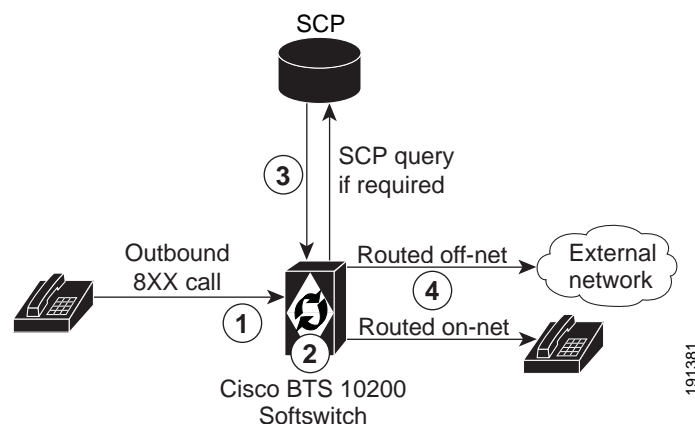 SCP
3
SCP query
if required
Outbound
8XX call
1
2
Routed off-net
4
Routed on-net
External
network
Cisco BTS 10200
Softswitch
191381